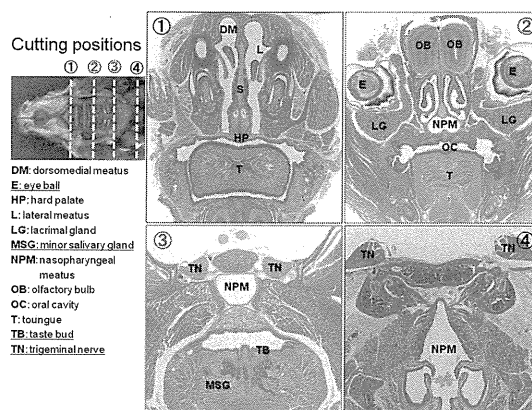 Cutting positions
① ② ③ ④
DM: dorsomedial meatus
E: eye ball
HP: hard palate
L: lateral meatus
LG: lacrimal gland
MSG: minor salivary gland
NPM: nasopharyngeal
meatus
OB: olfactory bulb
OC: oral cavity
T: toungue
TB: taste bud
TN: trigeminal nerve
①
DM
L
S
HP
T
②
OB OB
E E
LG NPM LG
OC
T
③
TN TN
NPM
TB
MSG
④
TN TN
NPM